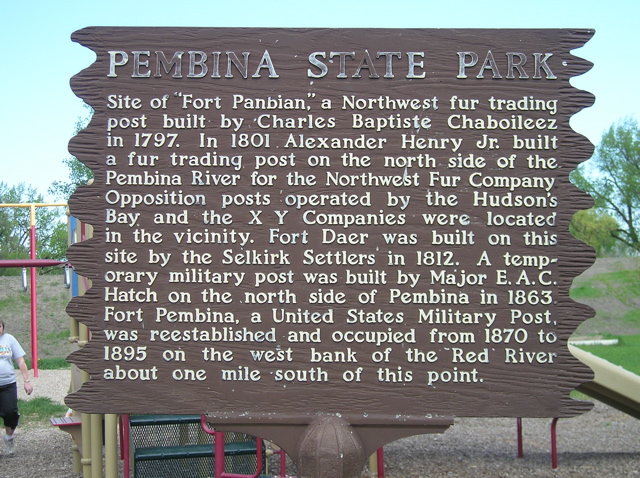 PEMBINA STATE PARK
Site of "Fort Panbian," a Northwest fur trading
post built by Charles Baptiste Chaboileez
in 1797. In 1801 Alexander Henry Jr. built
a fur trading post on the north side of the
Pembina River for the Northwest Fur Company
Opposition posts operated by the Hudson's
Bay and the X Y Companies were located
in the vicinity. Fort Daer was built on this
site by the Selkirk Settlers in 1812. A temp-
orary military post was built by Major E. A. C.
Hatch on the north side of Pembina in 1863
Fort Pembina, a United States Military Post,
was reestablished and occupied from 1870 to
1895 on the west bank of the Red River
about one mile south of this point.